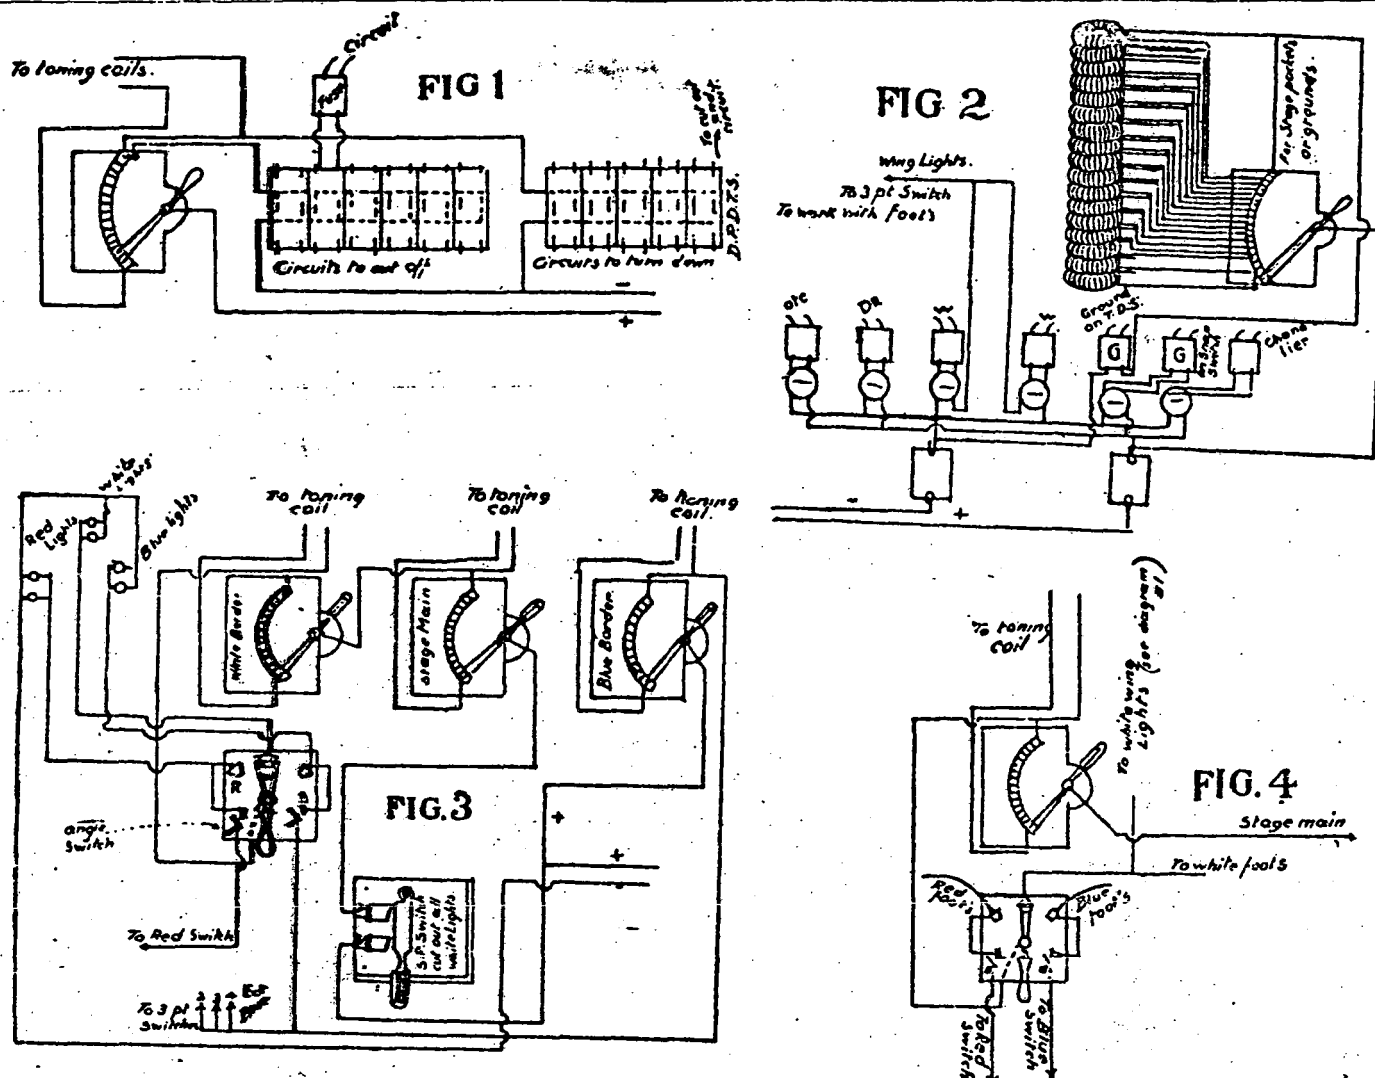 FIG 1
To toning coils.
Circuit
Fuse
To cut out
circuit
D.P.D.T.S.
Circuits to cut off
Circuits to turn down
-
+
FIG 2
Wing Lights.
To 3 pt Switch
To work with foots
For Stage pockets
or grounds.
DR
Ground
on T.D.S.
G
G
Chand
lier
-
+
FIG.3
White
Lights.
Red
Lights
Blue Lights
To toning
coil
To toning
coil
To toning
coil.
White Border
Stage Main
Blue Border
R
angle
Switch
+
+
-
S.P. Switch
cut out all
white Lights
To Red Switch
To 3 pt
Switches
FIG.4
To toning
coil
To white wing
Lights (see diagram)
#1
Stage main
To white foots
Red
foots
Blue
foots
To Red
switch
To Blue
switch